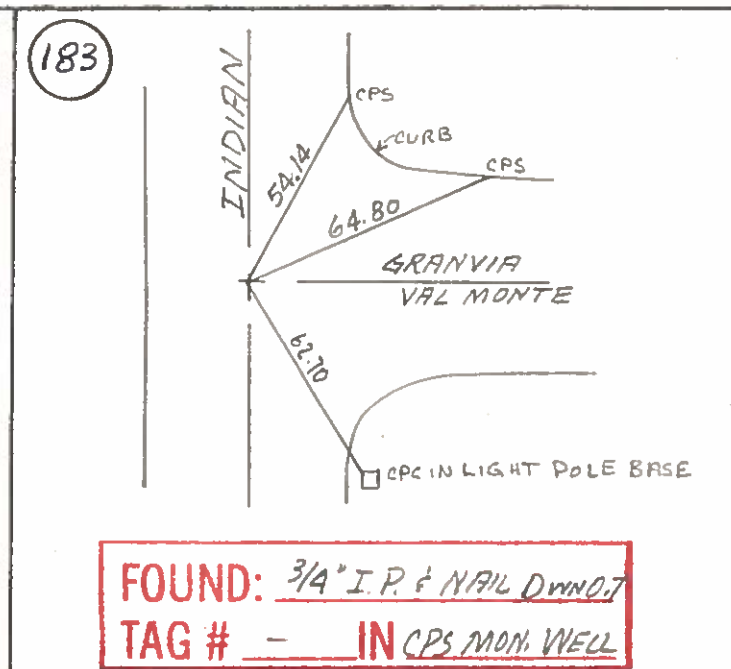 183
INDIAN
CPS
CURB
CPS
54.14
64.80
GRANVIA
VAL MONTE
62.70
CPC IN LIGHT POLE BASE
FOUND: 3/4" I.P. & NAIL DWN 0.7
TAG # - IN CPS MON. WELL